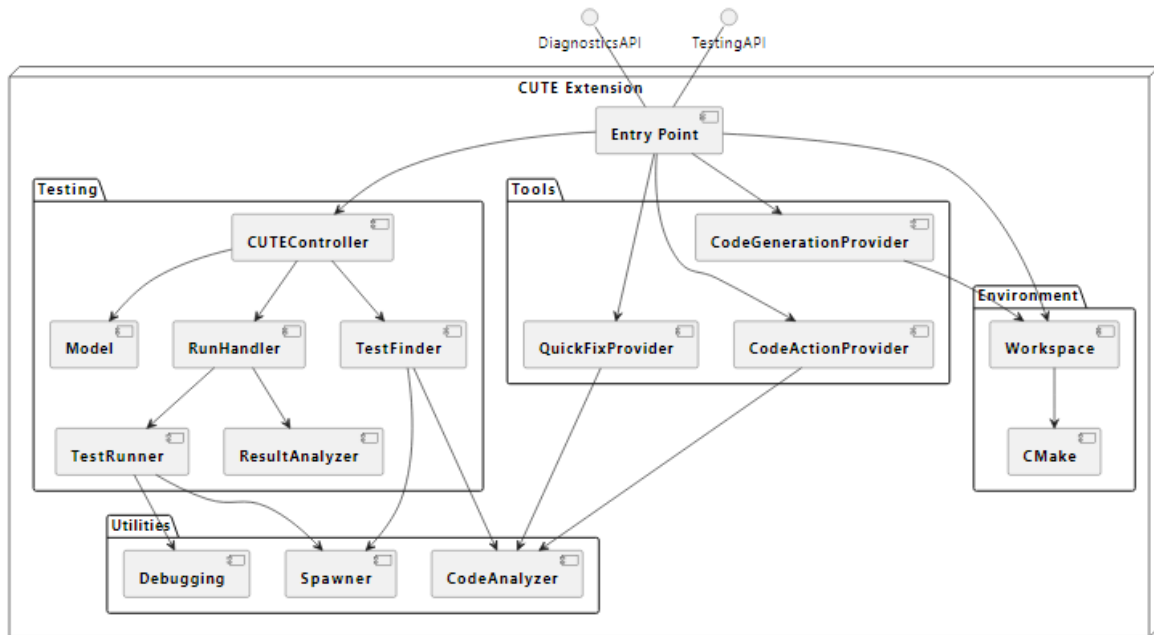 DiagnosticsAPI
TestingAPI
CUTE Extension
Entry Point
Testing
Tools
CUTEController
CodeGenerationProvider
Environment
Model
RunHandler
TestFinder
QuickFixProvider
CodeActionProvider
Workspace
TestRunner
ResultAnalyzer
CMake
Utilities
Debugging
Spawner
CodeAnalyzer